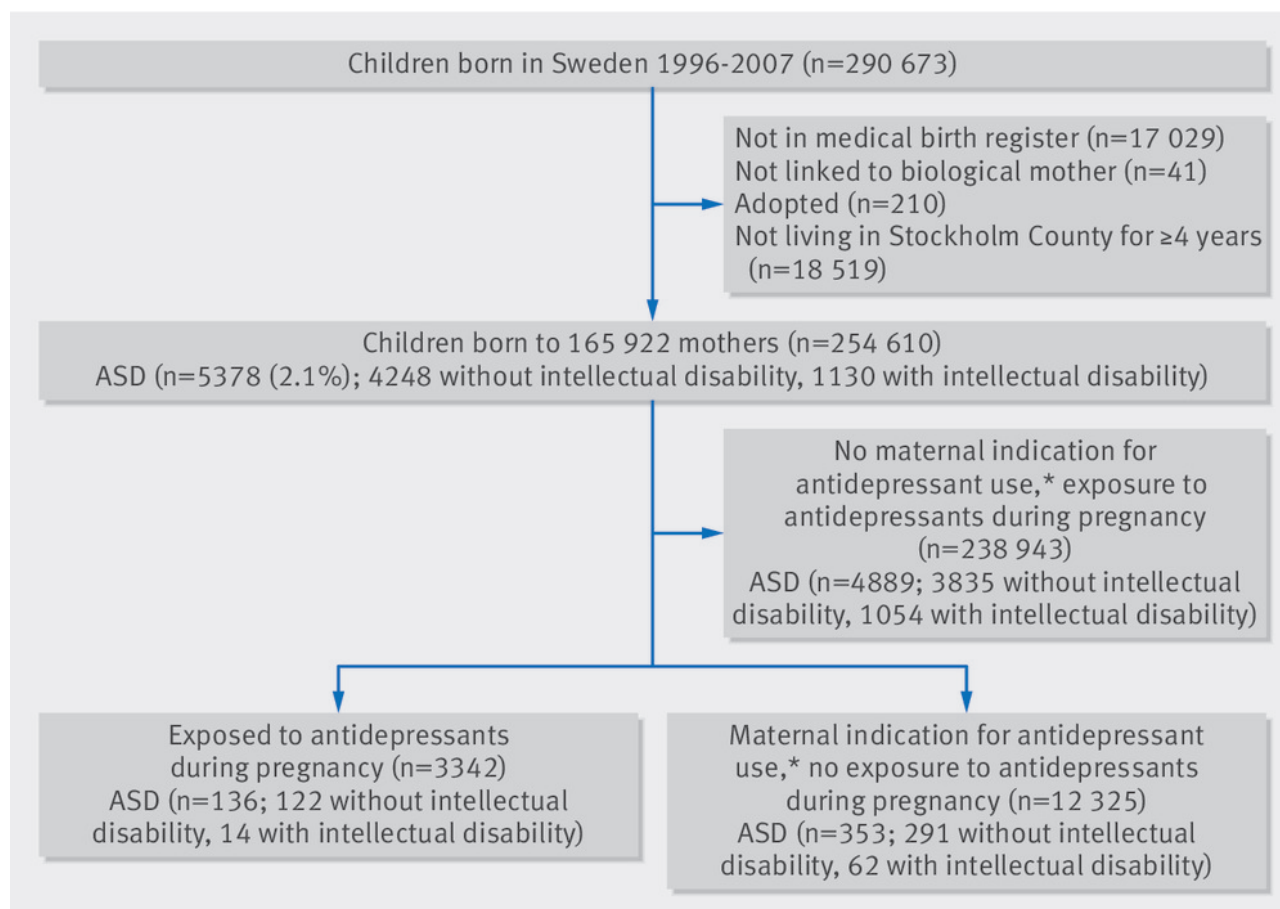 Children born in Sweden 1996-2007 (n=290 673)
Not in medical birth register (n=17 029)
Not linked to biological mother (n=41)
Adopted (n=210)
Not living in Stockholm County for ≥4 years
(n=18 519)
Children born to 165 922 mothers (n=254 610)
ASD (n=5378 (2.1%); 4248 without intellectual disability, 1130 with intellectual disability)
No maternal indication for
antidepressant use,* exposure to
antidepressants during pregnancy
(n=238 943)
ASD (n=4889; 3835 without intellectual
disability, 1054 with intellectual disability)
Exposed to antidepressants
during pregnancy (n=3342)
ASD (n=136; 122 without intellectual
disability, 14 with intellectual disability)
Maternal indication for antidepressant
use,* no exposure to antidepressants
during pregnancy (n=12 325)
ASD (n=353; 291 without intellectual
disability, 62 with intellectual disability)